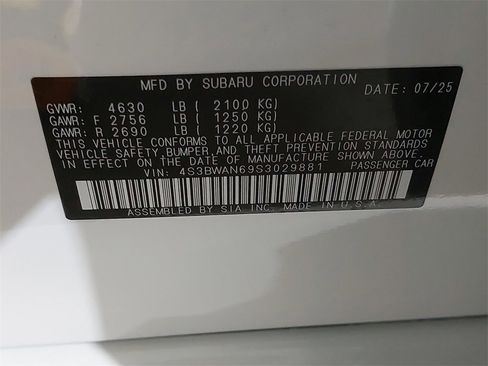 MFD BY SUBARU CORPORATION DATE: 07/25
GVWR: 4630 LB ( 2100 KG)
GAWR: F 2756 LB ( 1250 KG)
GAWR: R 2690 LB ( 1220 KG)
THIS VEHICLE CONFORMS TO ALL APPLICABLE FEDERAL MOTOR
VEHICLE SAFETY, BUMPER, AND THEFT PREVENTION STANDARDS
IN EFFECT ON THE DATE OF MANUFACTURE SHOWN ABOVE.
VIN: 4S3BWAN69S3029881 PASSENGER CAR
ASSEMBLED BY SIA INC. MADE IN U.S.A.